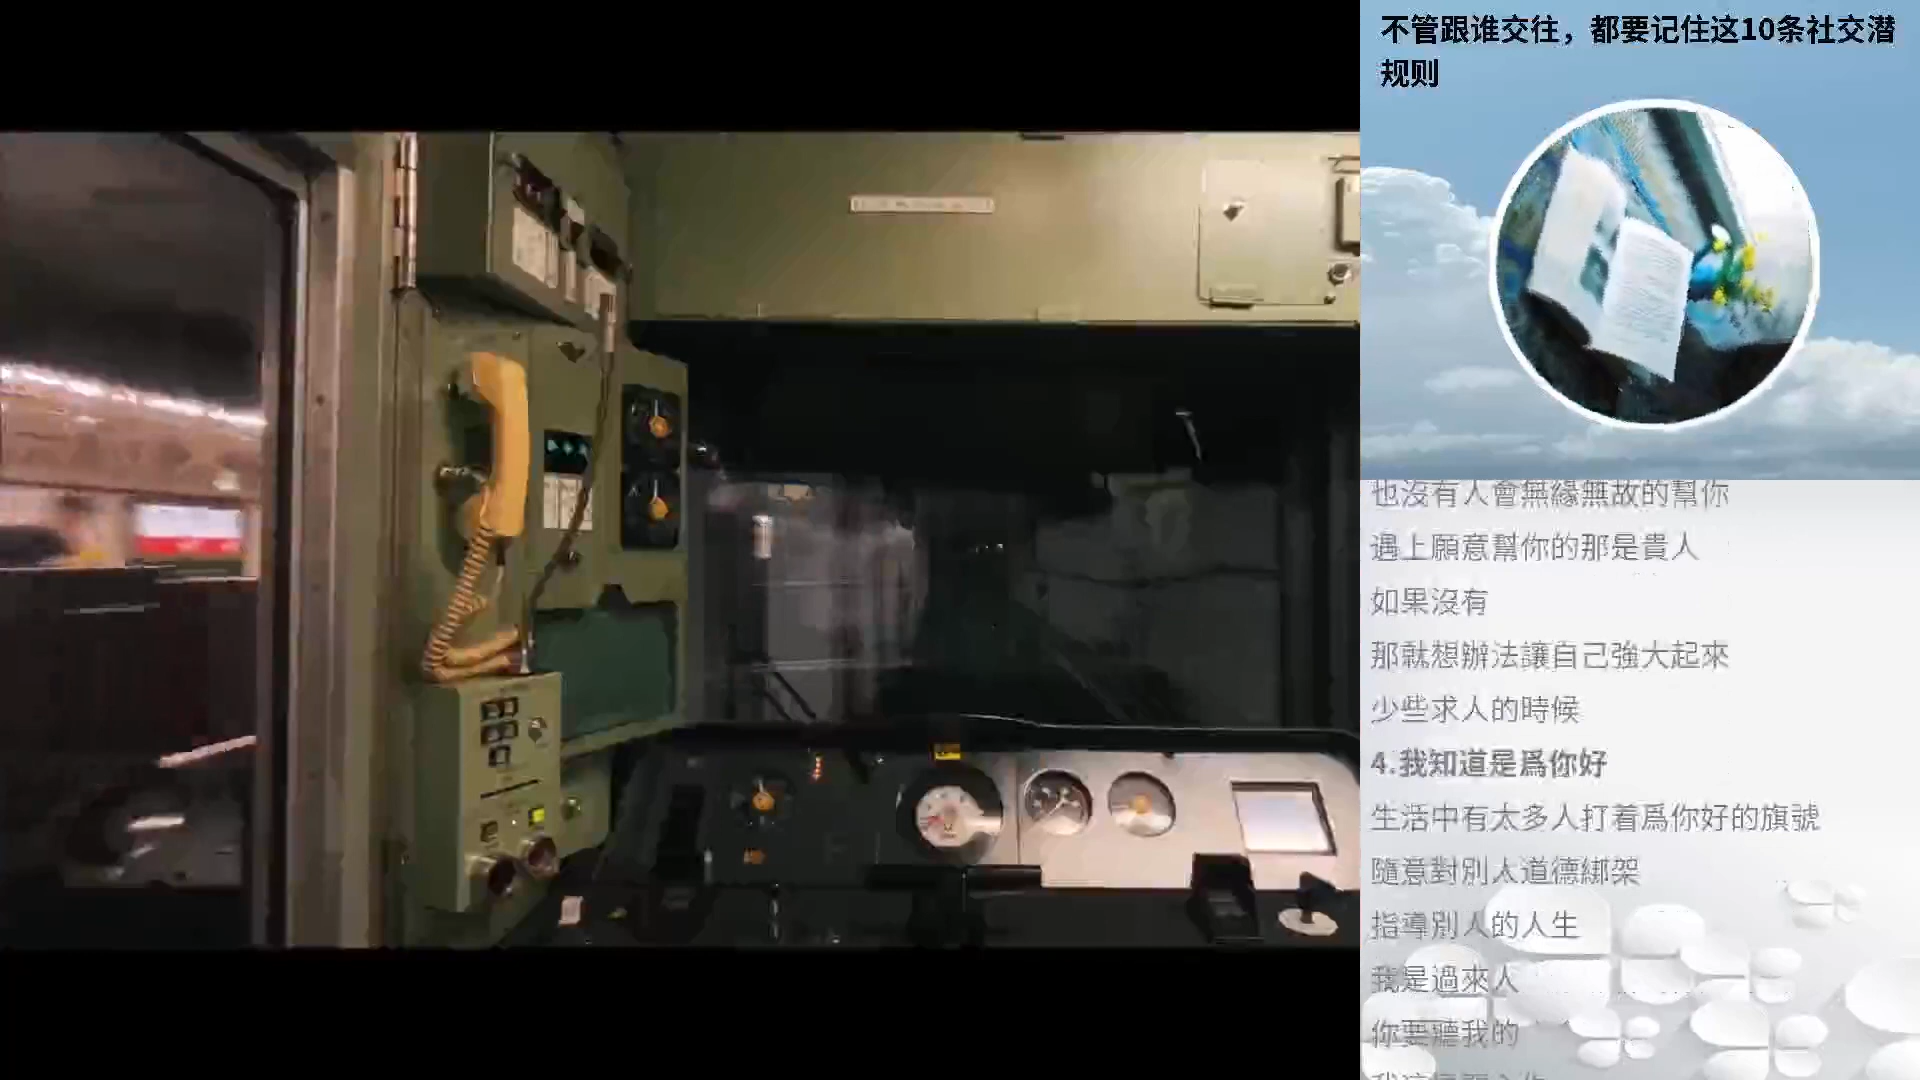 不管跟谁交往，都要记住这10条社交潜
规则
也沒有人會無緣無故的幫你
遇上願意幫你的那是貴人
如果沒有
那就想辦法讓自己強大起來
少些求人的時候
4.我知道是爲你好
生活中有太多人打着爲你好的旗號
隨意對別人道德綁架
指導別人的人生
我是過來人
你要聽我的